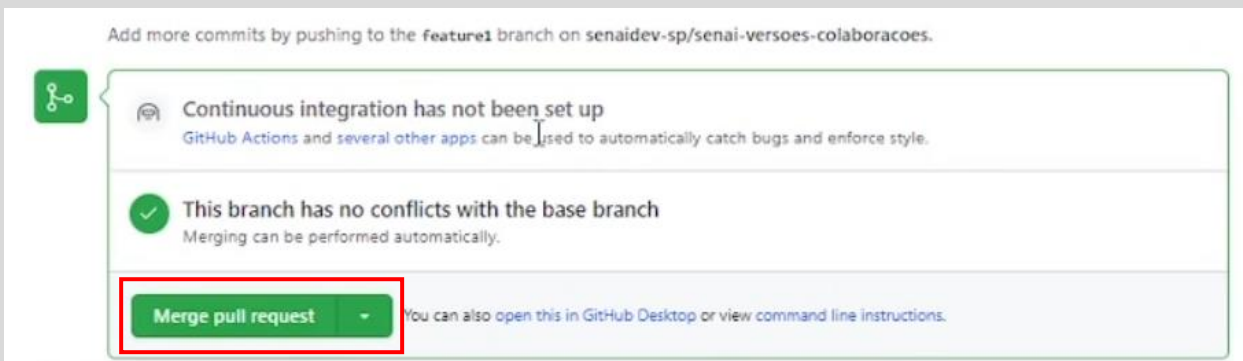 Add more commits by pushing to the feature1 branch on senaidev-sp/senai-versoes-colaboracoes.
Continuous integration has not been set up
GitHub Actions and several other apps can be used to automatically catch bugs and enforce style.
This branch has no conflicts with the base branch
Merging can be performed automatically.
Merge pull request
You can also open this in GitHub Desktop or view command line instructions.